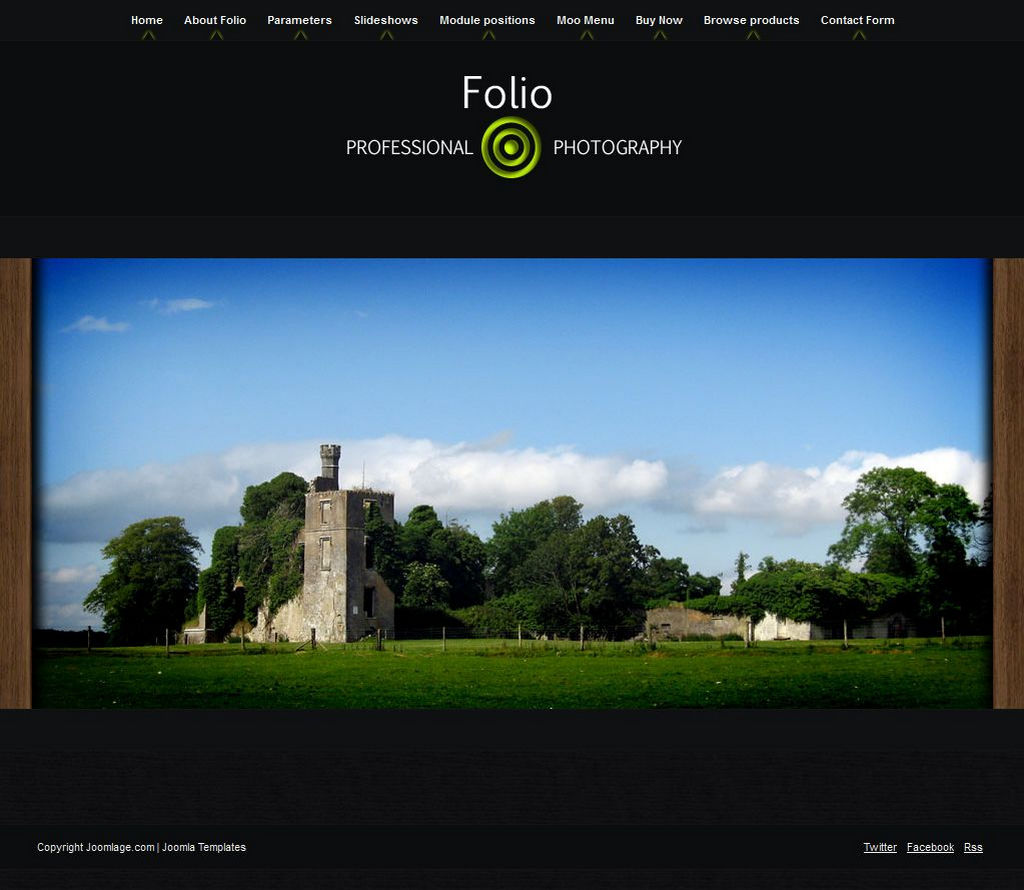 Home About Folio Parameters Slideshows Module positions Moo Menu Buy Now Browse products Contact Form
Folio
PROFESSIONAL PHOTOGRAPHY
Copyright Joomlage.com | Joomla Templates Twitter Facebook Rss